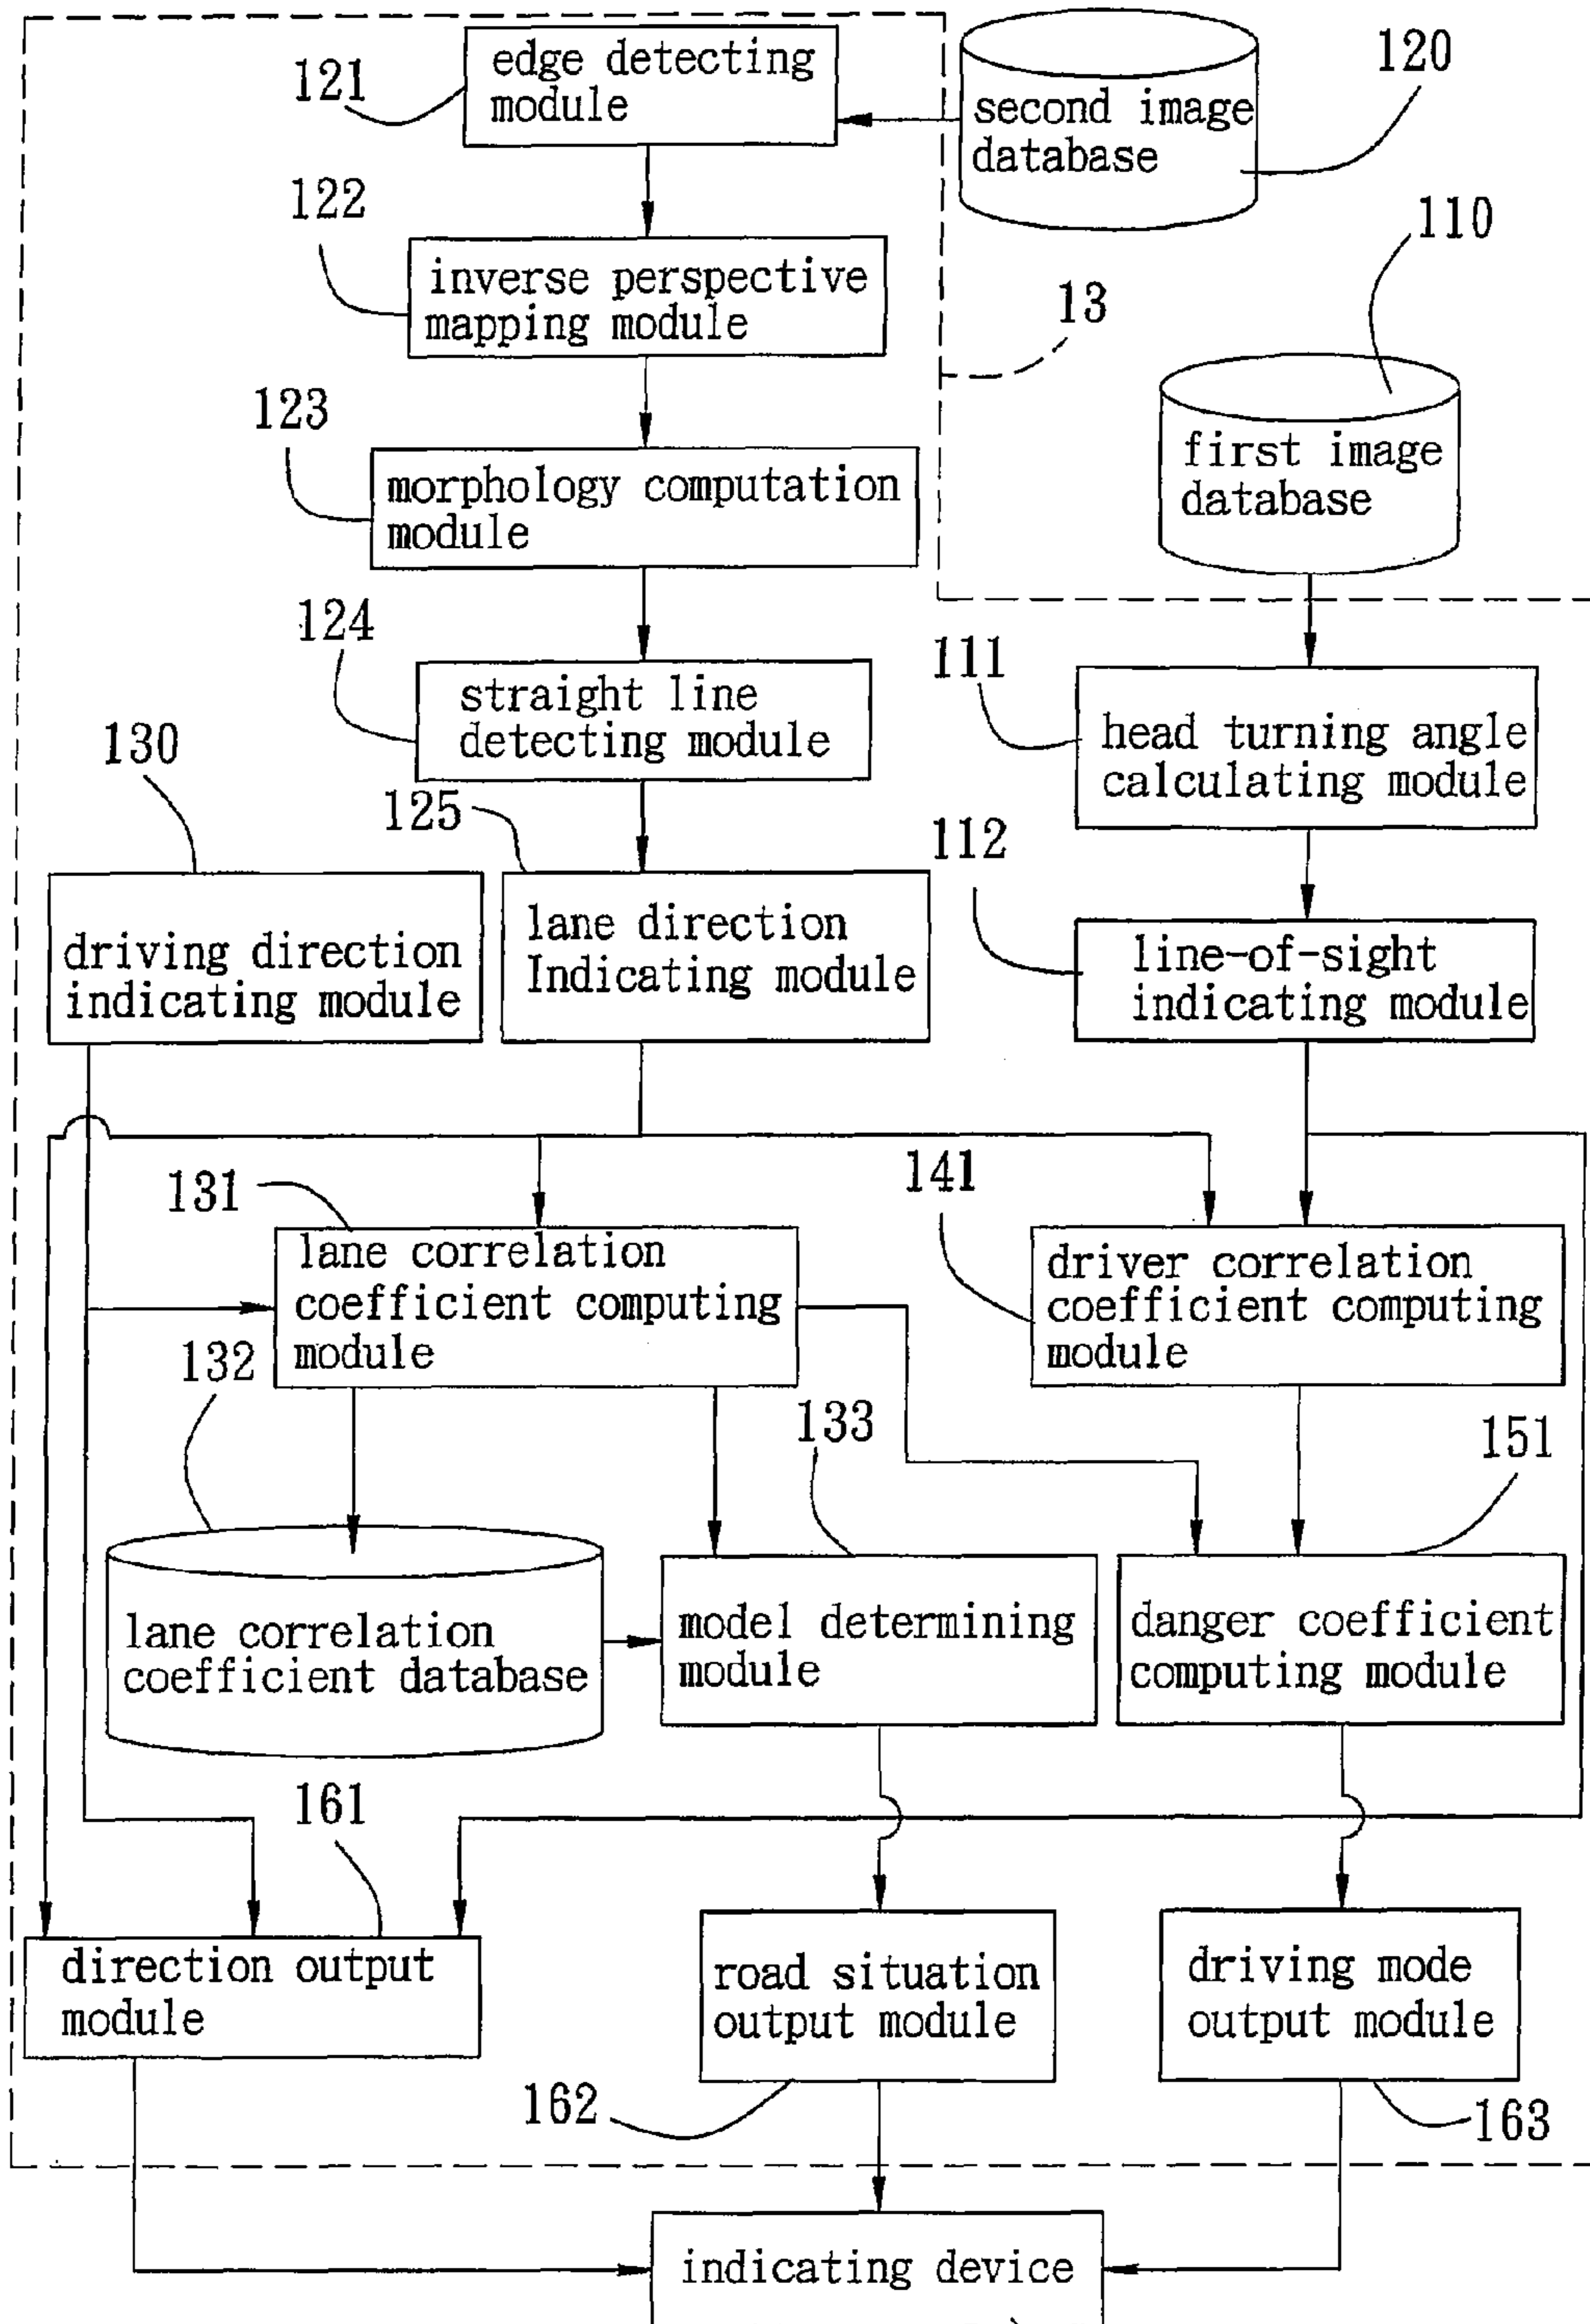 edge detecting
module
121
second image
database
120
122
inverse perspective
mapping module
110
first image
database
13
123
morphology computation
module
124
straight line
detecting module
111
head turning angle
calculating module
130
driving direction
indicating module
125
lane direction
Indicating module
112
line-of-sight
indicating module
131
lane correlation
coefficient computing
module
141
driver correlation
coefficient computing
module
132
lane correlation
coefficient database
133
model determining
module
151
danger coefficient
computing module
161
direction output
module
road situation
output module
162
driving mode
output module
163
indicating device